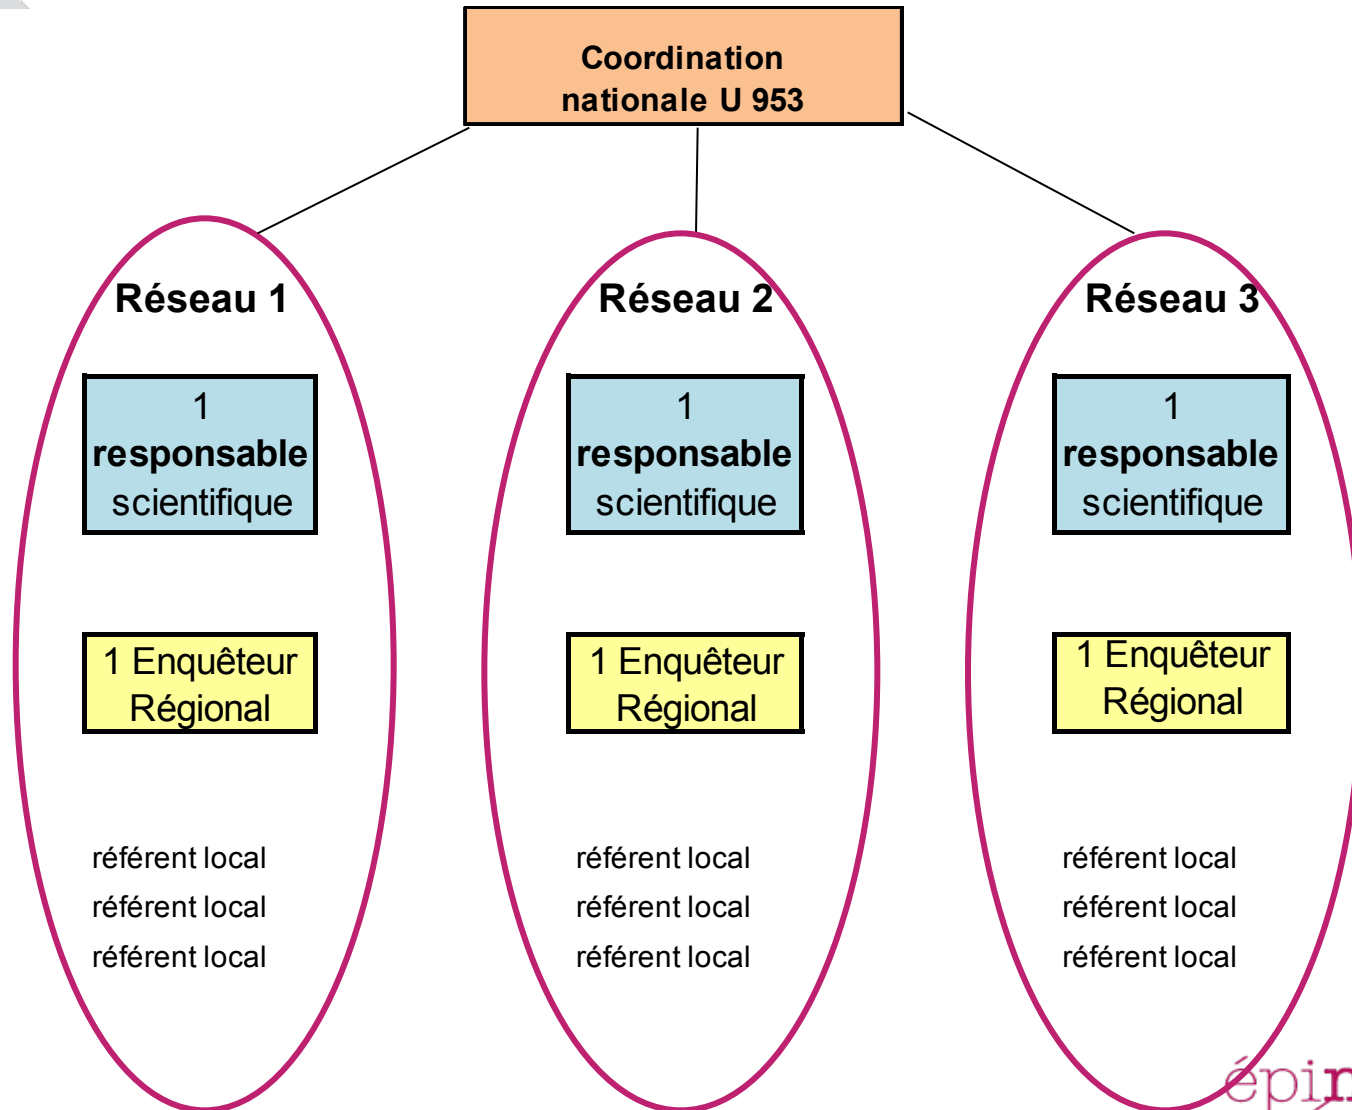 Coordination
nationale U 953
Réseau 1
1
responsable
scientifique
1 Enquêteur
Régional
référent local
référent local
référent local
Réseau 2
1
responsable
scientifique
1 Enquêteur
Régional
référent local
référent local
référent local
Réseau 3
1
responsable
scientifique
1 Enquêteur
Régional
référent local
référent local
référent local